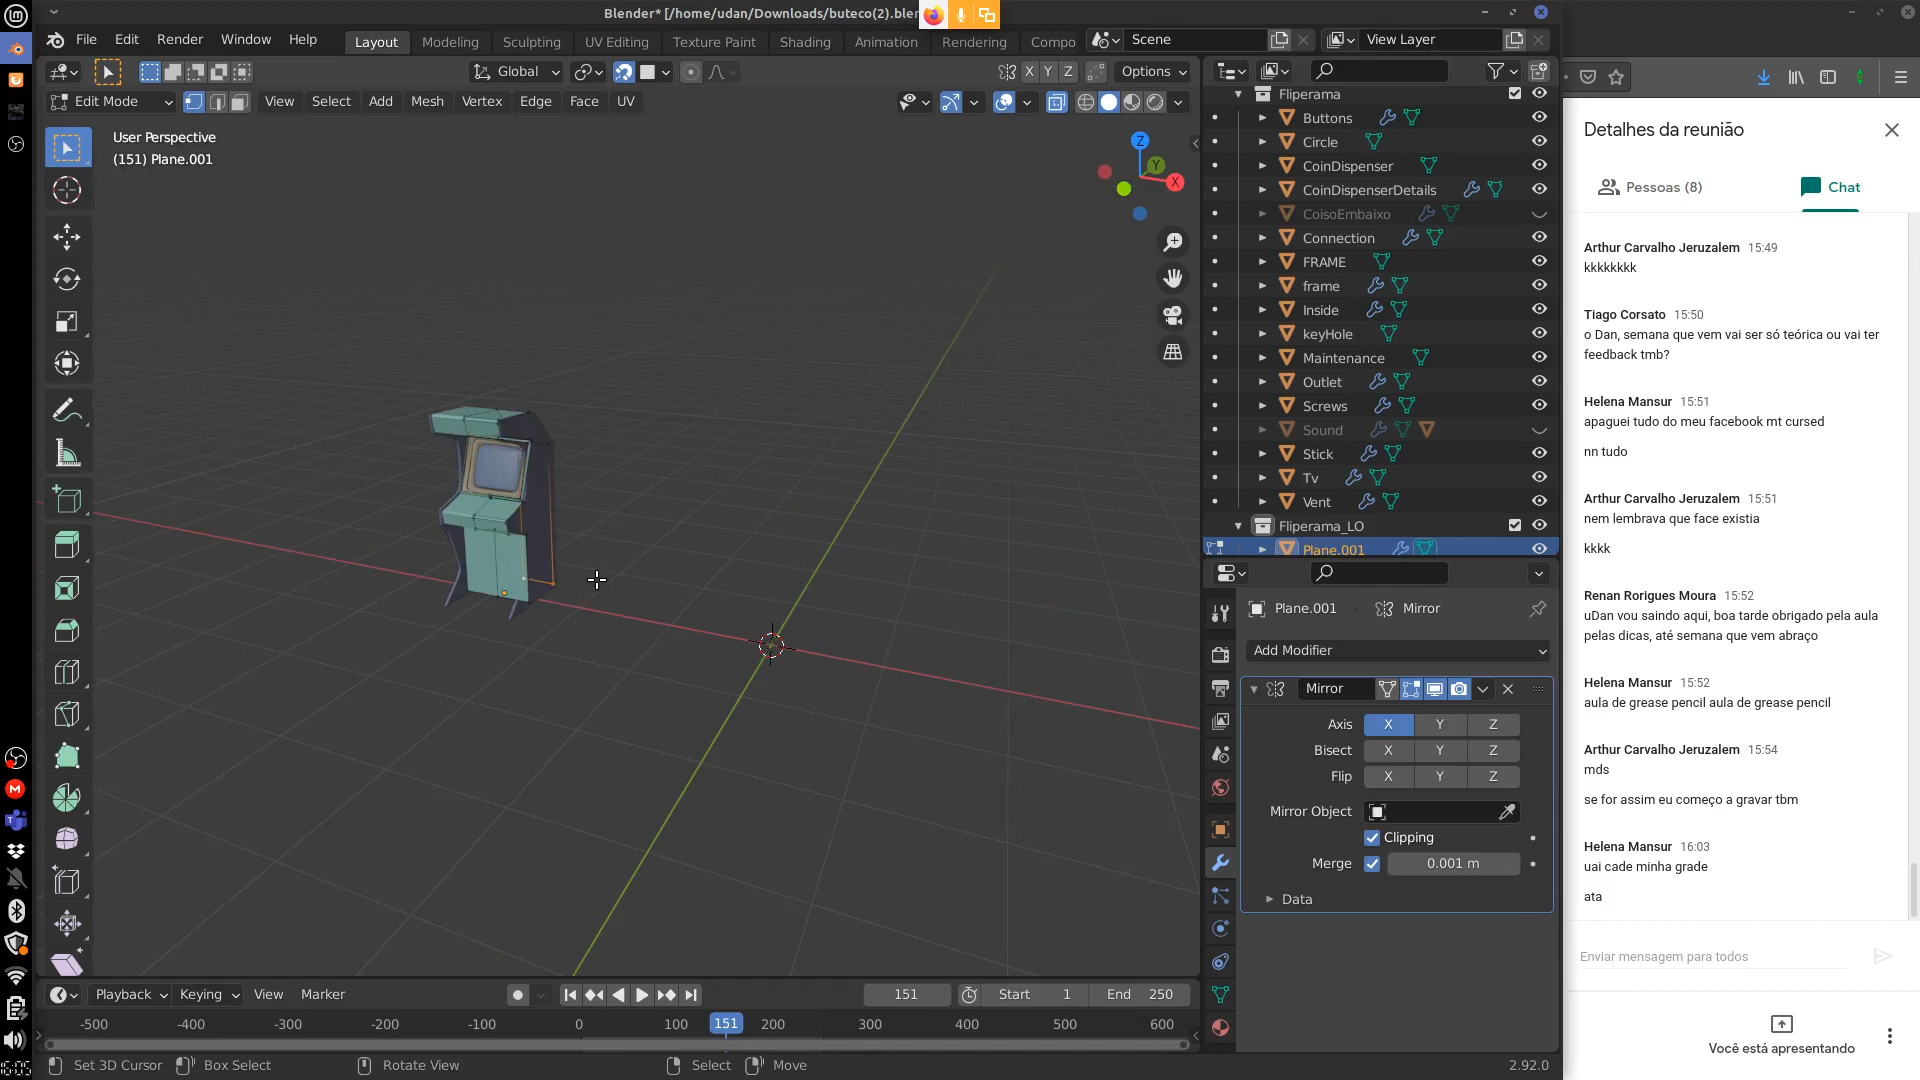 Blender* [/home/udan/Downloads/buteco(2).blen
File Edit Render Window Help
Layout Modeling Sculpting UV Editing Texture Paint Shading Animation Rendering Compo
Scene
View Layer
Global
X Y Z
Options
Edit Mode
View Select Add Mesh Vertex Edge Face UV
User Perspective
(151) Plane.001
Z
Y
X
Fliperama
Buttons
Circle
CoinDispenser
CoinDispenserDetails
CoisoEmbaixo
Connection
FRAME
frame
Inside
keyHole
Maintenance
Outlet
Screws
Sound
Stick
Tv
Vent
Fliperama_LO
Plane.001
Plane.001 Mirror
Add Modifier
Mirror
Axis X Y Z
Bisect X Y Z
Flip X Y Z
Mirror Object
Clipping
Merge 0.001 m
Data
Playback Keying View Marker
151
Start 1
End 250
-500 -400 -300 -200 -100 0 100 151 200 300 400 500 600
Set 3D Cursor Box Select Rotate View Select Move
2.92.0
Detalhes da reunião
Pessoas (8)
Chat
Arthur Carvalho Jeruzalem 15:49
kkkkkkkk
Tiago Corsato 15:50
o Dan, semana que vem vai ser só teórica ou vai ter
feedback tmb?
Helena Mansur 15:51
apaguei tudo do meu facebook mt cursed
nn tudo
Arthur Carvalho Jeruzalem 15:51
nem lembrava que face existia
kkkk
Renan Rorigues Moura 15:52
uDan vou saindo aqui, boa tarde obrigado pela aula
pelas dicas, até semana que vem abraço
Helena Mansur 15:52
aula de grease pencil aula de grease pencil
Arthur Carvalho Jeruzalem 15:54
mds
se for assim eu começo a gravar tbm
Helena Mansur 16:03
uai cade minha grade
ata
Enviar mensagem para todos
Você está apresentando